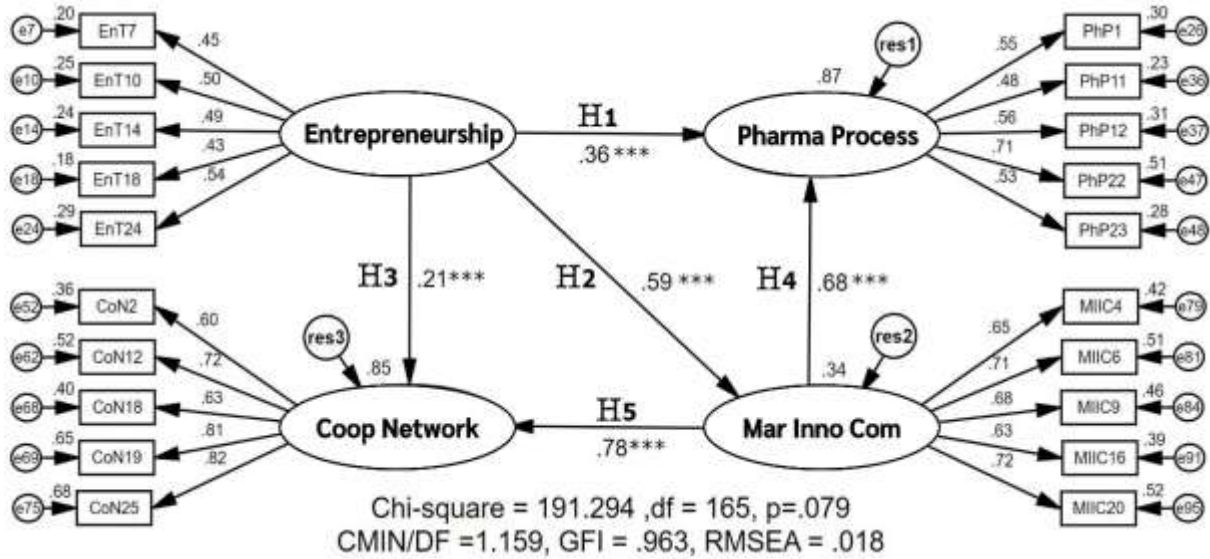 e7 .20 EnT7 .45
e10 .25 EnT10 .50
e14 .24 EnT14 .49
e18 .18 EnT18 .43
e24 .29 EnT24 .54
Entrepreneurship
H1
.36 ***
res1
.87
Pharma Process
.55 PhP1 .30 e26
.48 PhP11 .23 e36
.56 PhP12 .31 e37
.71 PhP22 .51 e47
.53 PhP23 .28 e48
H3 .21***
H2 .59 ***
H4 .68 ***
e52 .36 CoN2 .60
e62 .52 CoN12 .72
e68 .40 CoN18 .63
e69 .65 CoN19 .81
e75 .68 CoN25 .82
res3
.85
Coop Network
H5
.78***
res2
.34
Mar Inno Com
.65 MIIC4 .42 e79
.71 MIIC6 .51 e81
.68 MIIC9 .46 e84
.63 MIIC16 .39 e91
.72 MIIC20 .52 e95
Chi-square = 191.294 ,df = 165, p=.079
CMIN/DF =1.159, GFI = .963, RMSEA = .018